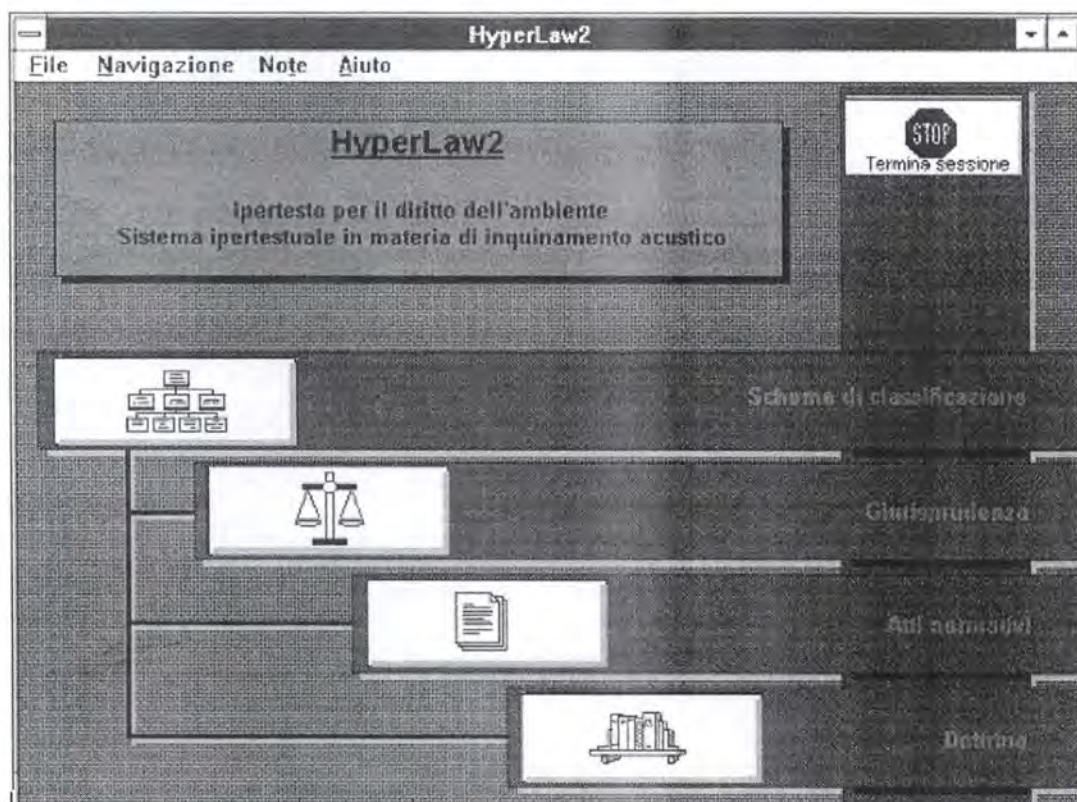 HyperLaw2
File Navigazione Note Aiuto
HyperLaw2
Ipertesto per il diritto dell'ambiente
Sistema ipertestuale in materia di inquinamento acustico
STOP
Termina sessione
Schema di classificazione
Giurisprudenza
Atti normativi
Dottrina